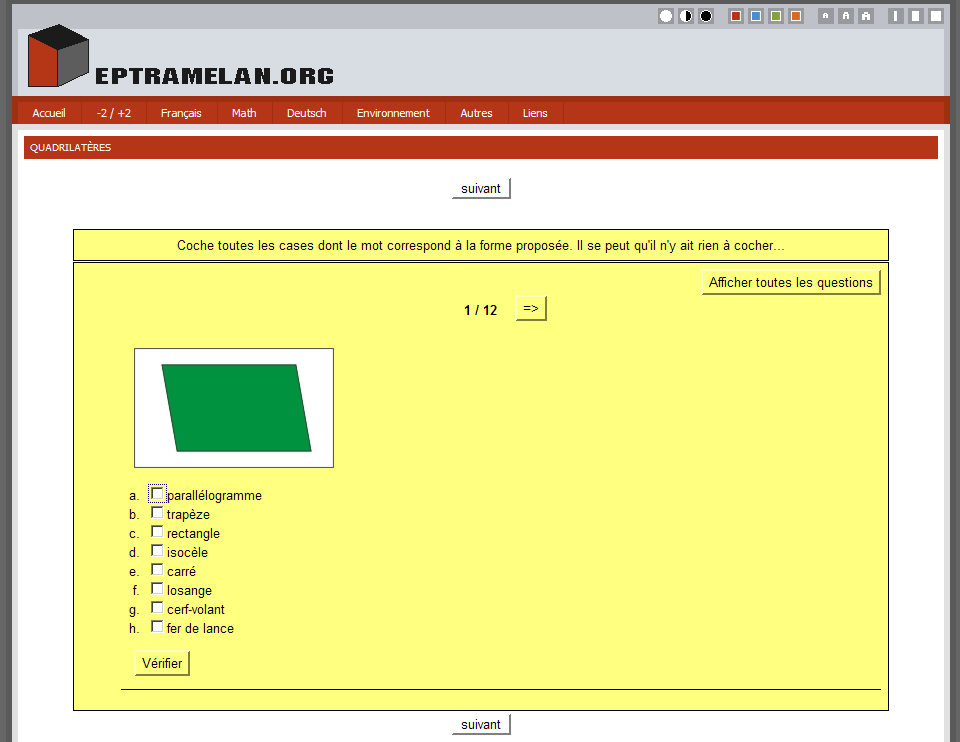 A A A
EPTRAMELAN.ORG
Accueil -2 / +2 Français Math Deutsch Environnement Autres Liens
QUADRILATÈRES
suivant
Coche toutes les cases dont le mot correspond à la forme proposée. Il se peut qu'il n'y ait rien à cocher...
Afficher toutes les questions
1 / 12 =>
a. parallélogramme
b. trapèze
c. rectangle
d. isocèle
e. carré
f. losange
g. cerf-volant
h. fer de lance
Vérifier
suivant